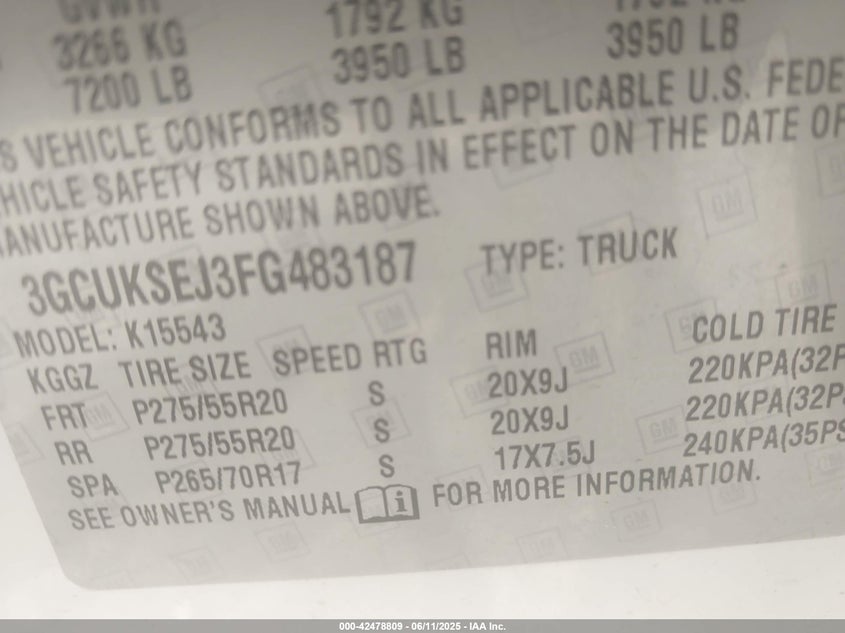 GVWR
3266 KG 1792 KG
7200 LB 3950 LB 3950 LB
S VEHICLE CONFORMS TO ALL APPLICABLE U.S. FEDE
HICLE SAFETY STANDARDS IN EFFECT ON THE DATE OF
MANUFACTURE SHOWN ABOVE.
3GCUKSEJ3FG483187 TYPE: TRUCK
MODEL: K15543
KGGZ TIRE SIZE SPEED RTG RIM COLD TIRE
FRT P275/55R20 S 20X9J 220KPA(32P
RR P275/55R20 S 20X9J 220KPA(32P
SPA P265/70R17 S 17X7.5J 240KPA(35PS
SEE OWNER'S MANUAL i FOR MORE INFORMATION.
000-42478809 - 06/11/2025 - IAA Inc.